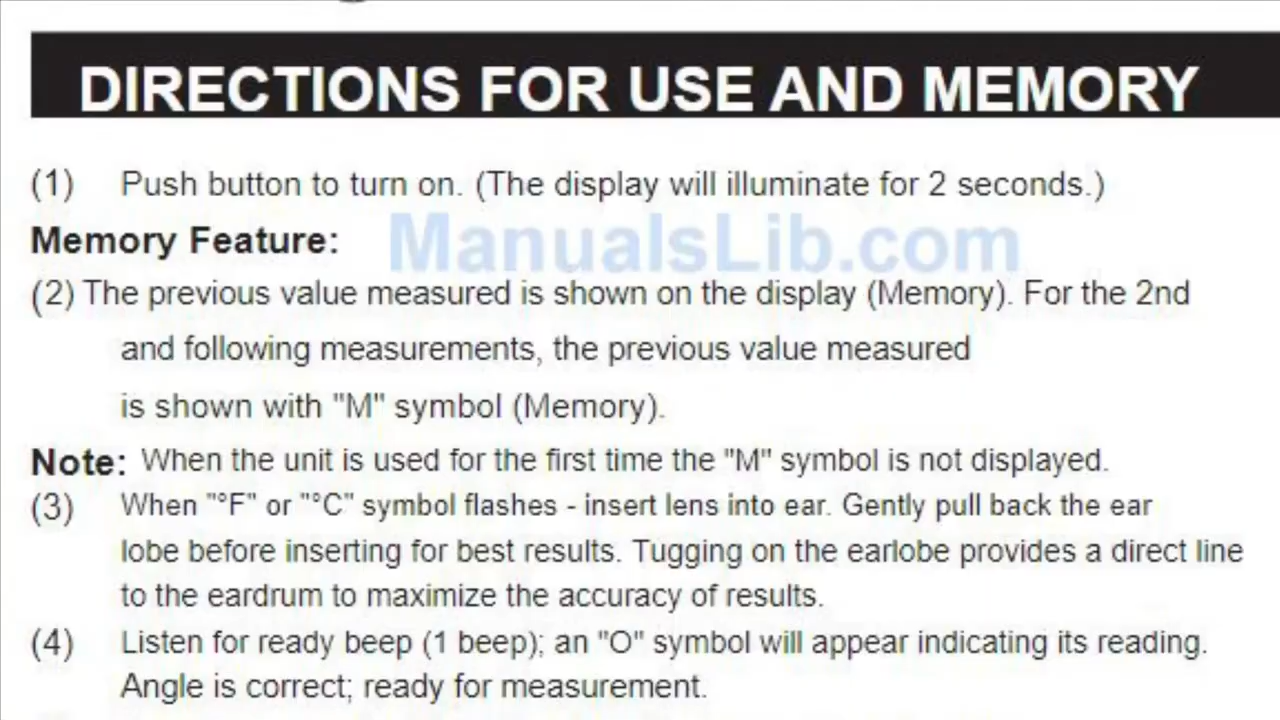 DIRECTIONS FOR USE AND MEMORY
(1) Push button to turn on. (The display will illuminate for 2 seconds.)
ManualsLib.com
Memory Feature:
(2) The previous value measured is shown on the display (Memory). For the 2nd
and following measurements, the previous value measured
is shown with "M" symbol (Memory).
Note: When the unit is used for the first time the "M" symbol is not displayed.
(3) When "°F" or "°C" symbol flashes - insert lens into ear. Gently pull back the ear
lobe before inserting for best results. Tugging on the earlobe provides a direct line
to the eardrum to maximize the accuracy of results.
(4) Listen for ready beep (1 beep); an "O" symbol will appear indicating its reading.
Angle is correct; ready for measurement.